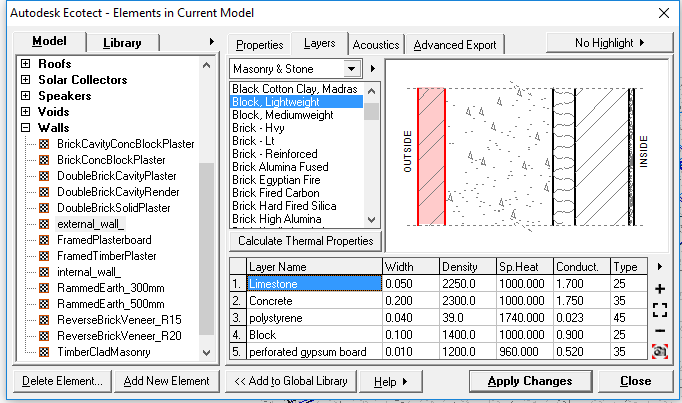 Autodesk Ecotect - Elements in Current Model
Model
Library
Roofs
Solar Collectors
Speakers
Voids
Walls
BrickCavityConcBlockPlaster
BrickConcBlockPlaster
DoubleBrickCavityPlaster
DoubleBrickCavityRender
DoubleBrickSolidPlaster
external_wall_
FramedPlasterboard
FramedTimberPlaster
internal_wall_
RammedEarth_300mm
RammedEarth_500mm
ReverseBrickVeneer_R15
ReverseBrickVeneer_R20
TimberCladMasonry
Delete Element...
Add New Element
Properties
Layers
Acoustics
Advanced Export
No Highlight
Masonry & Stone
Black Cotton Clay, Madras
Block, Lightweight
Block, Mediumweight
Brick - Hvy
Brick - Lt
Brick - Reinforced
Brick Alumina Fused
Brick Egyptian Fire
Brick Fired Carbon
Brick Hard Fired Silica
Brick High Alumina
Calculate Thermal Properties
OUTSIDE
INSIDE
Layer Name Width Density Sp.Heat Conduct. Type
1. Limestone 0.050 2250.0 1000.000 1.700 25
2. Concrete 0.200 2300.0 1000.000 1.750 35
3. polystyrene 0.040 39.0 1740.000 0.023 45
4. Block 0.100 1400.0 1000.000 0.900 25
5. perforated gypsum board 0.010 1200.0 960.000 0.520 35
<< Add to Global Library
Help
Apply Changes
Close